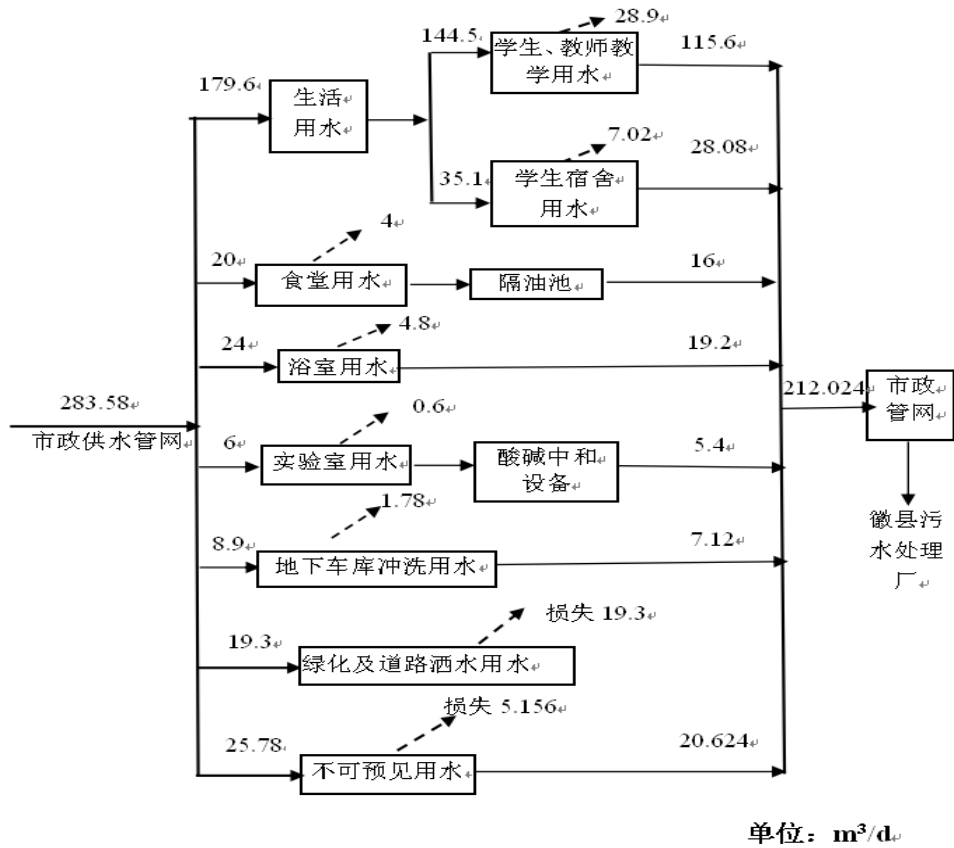 28.9
144.5
学生、教师教
学用水
115.6
179.6
生活
用水
7.02
28.08
35.1
学生宿舍
用水
4
20
食堂用水
隔油池
16
4.8
24
浴室用水
19.2
283.58
市政供水管网
212.024
市政
管网
0.6
6
实验室用水
酸碱中和
设备
5.4
徽县污
水处理
厂
1.78
8.9
地下车库冲洗用水
7.12
损失 19.3
19.3
绿化及道路洒水用水
损失 5.156
25.78
不可预见用水
20.624
单位：m³/d